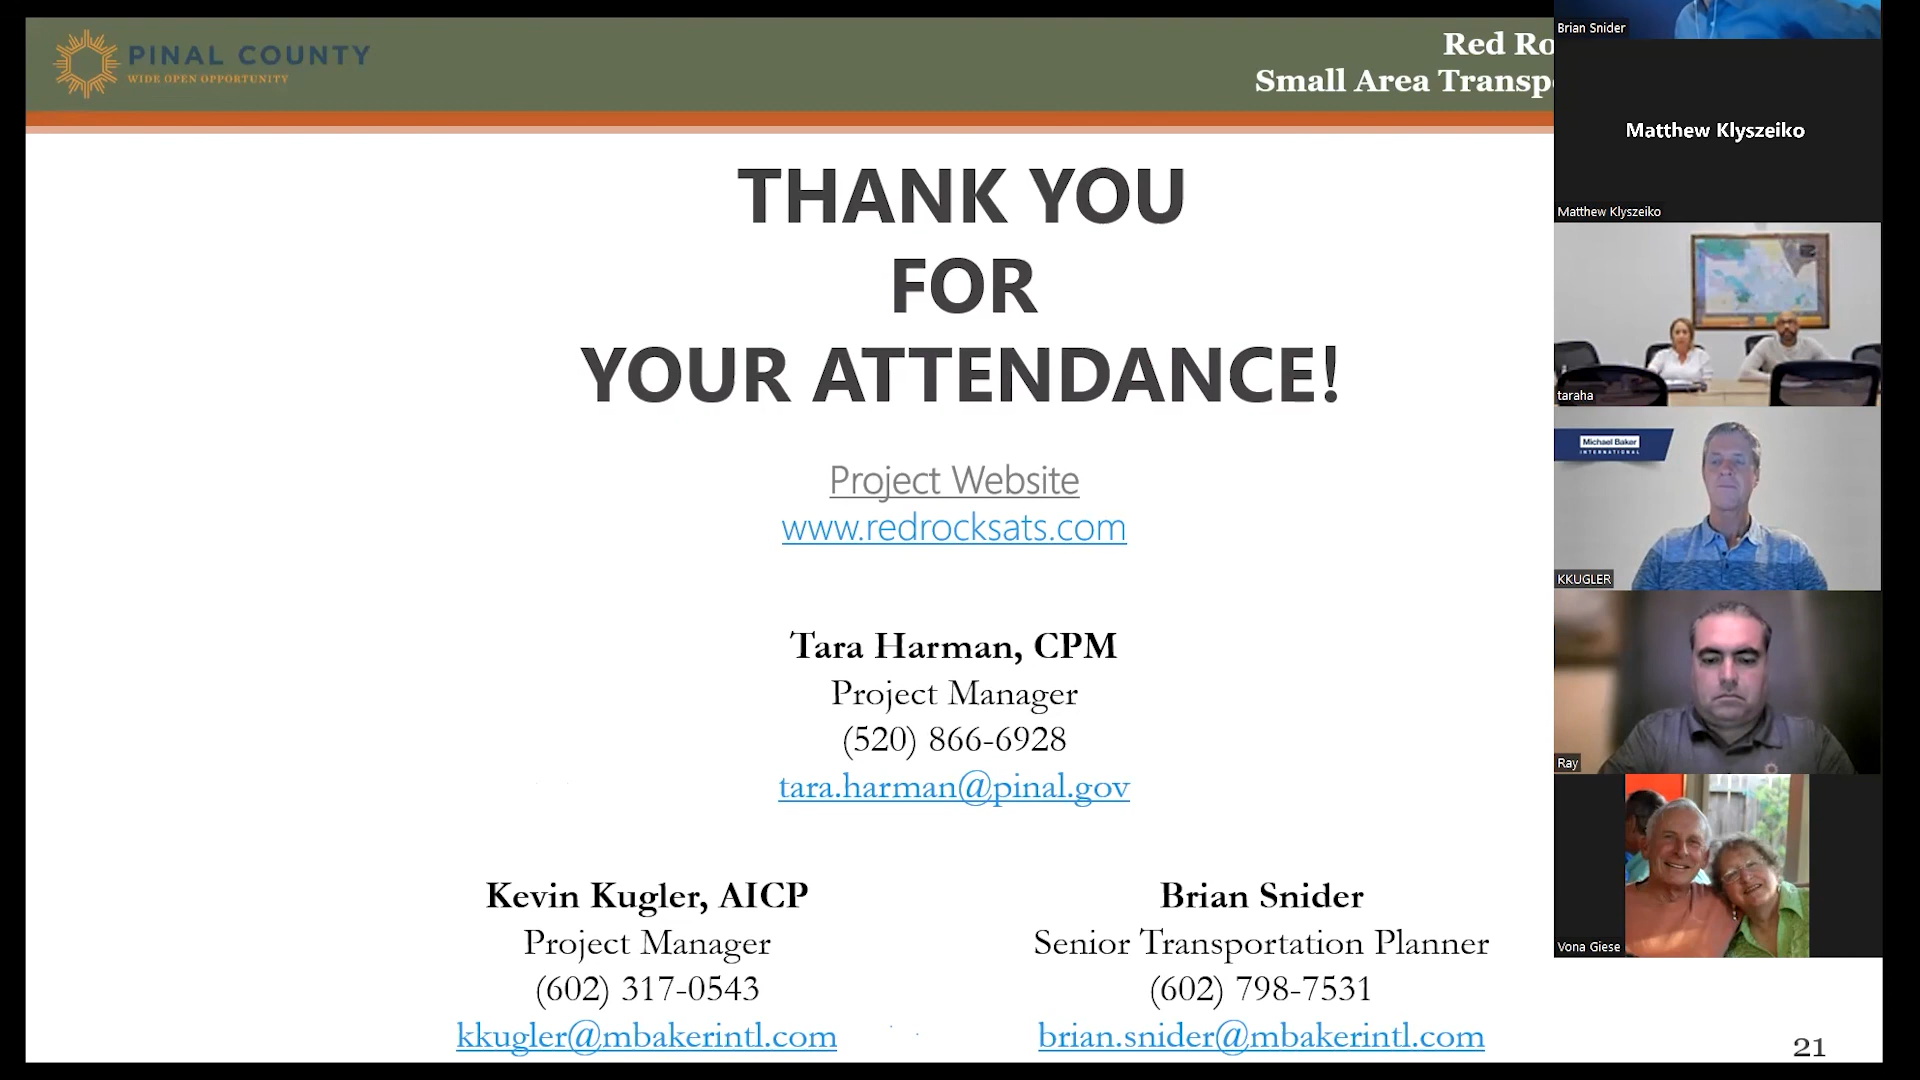 PINAL COUNTY
WIDE OPEN OPPORTUNITY
Red Ro
Small Area Transp
THANK YOU
FOR
YOUR ATTENDANCE!
Project Website
www.redrocksats.com
Tara Harman, CPM
Project Manager
(520) 866-6928
tara.harman@pinal.gov
Kevin Kugler, AICP
Project Manager
(602) 317-0543
kkugler@mbakerintl.com
Brian Snider
Senior Transportation Planner
(602) 798-7531
brian.snider@mbakerintl.com
21
Brian Snider
Matthew Klyszeiko
Matthew Klyszeiko
taraha
Michael Baker
INTERNATIONAL
KKUGLER
Ray
Vona Giese